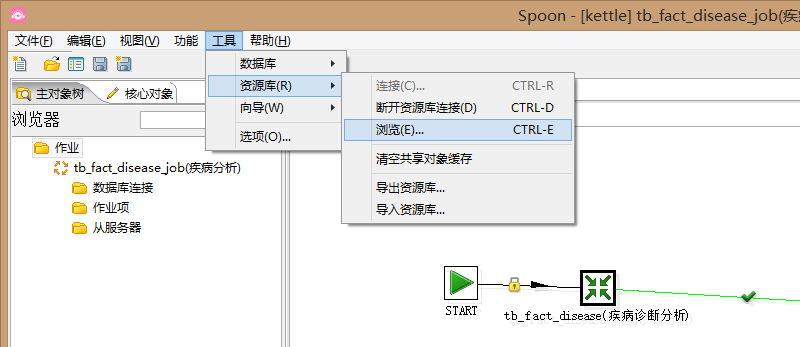 Spoon - [kettle] tb_fact_disease_job(疾
文件(F) 编辑(E) 视图(V) 功能 工具 帮助(H)
数据库
资源库(R)
向导(W)
选项(O)...
连接(C)... CTRL-R
断开资源库连接(D) CTRL-D
浏览(E)... CTRL-E
清空共享对象缓存
导出资源库...
导入资源库...
主对象树 核心对象
浏览器
作业
tb_fact_disease_job(疾病分析)
数据库连接
作业项
从服务器
START
tb_fact_disease(疾病诊断分析)